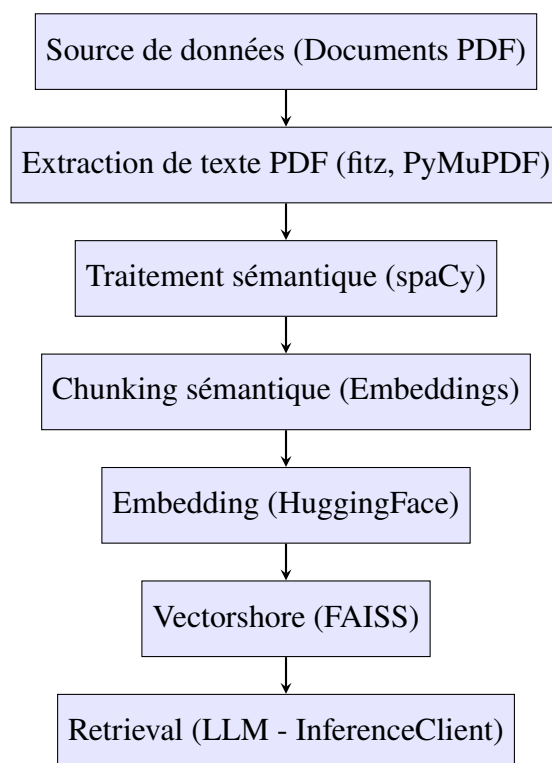 Source de données (Documents PDF)
Extraction de texte PDF (fitz, PyMuPDF)
Traitement sémantique (spaCy)
Chunking sémantique (Embeddings)
Embedding (HuggingFace)
Vectorshore (FAISS)
Retrieval (LLM - InferenceClient)